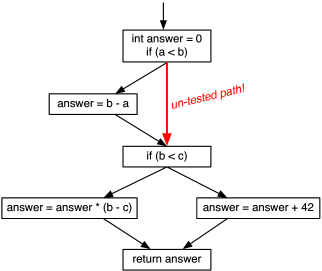 int answer = 0
if (a < b)
un-tested path!
answer = b - a
if (b < c)
answer = answer * (b - c)
answer = answer + 42
return answer